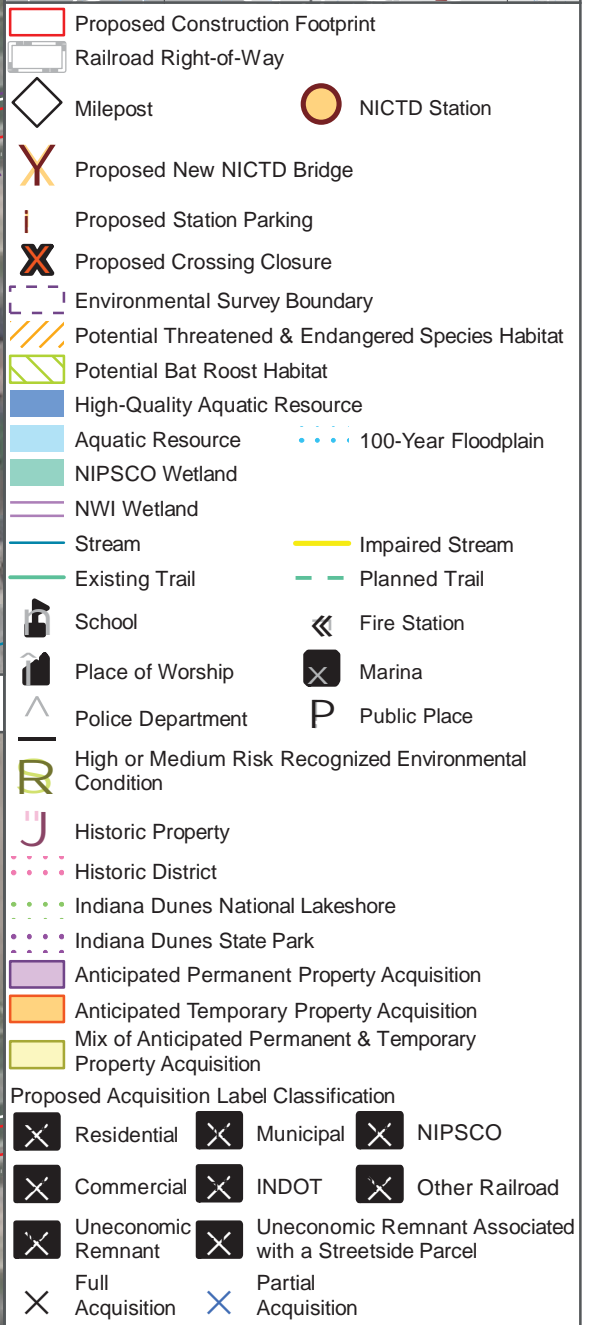 Proposed Construction Footprint
Railroad Right-of-Way
Milepost
NICTD Station
Proposed New NICTD Bridge
Proposed Station Parking
Proposed Crossing Closure
Environmental Survey Boundary
Potential Threatened & Endangered Species Habitat
Potential Bat Roost Habitat
High-Quality Aquatic Resource
Aquatic Resource
100-Year Floodplain
NIPSCO Wetland
NWI Wetland
Stream
Impaired Stream
Existing Trail
Planned Trail
School
Fire Station
Place of Worship
Marina
Police Department
P Public Place
High or Medium Risk Recognized Environmental
Condition
Historic Property
Historic District
Indiana Dunes National Lakeshore
Indiana Dunes State Park
Anticipated Permanent Property Acquisition
Anticipated Temporary Property Acquisition
Mix of Anticipated Permanent & Temporary
Property Acquisition
Proposed Acquisition Label Classification
Residential
Municipal
NIPSCO
Commercial
INDOT
Other Railroad
Uneconomic
Remnant
Uneconomic Remnant Associated
with a Streetside Parcel
Full
Acquisition
Partial
Acquisition